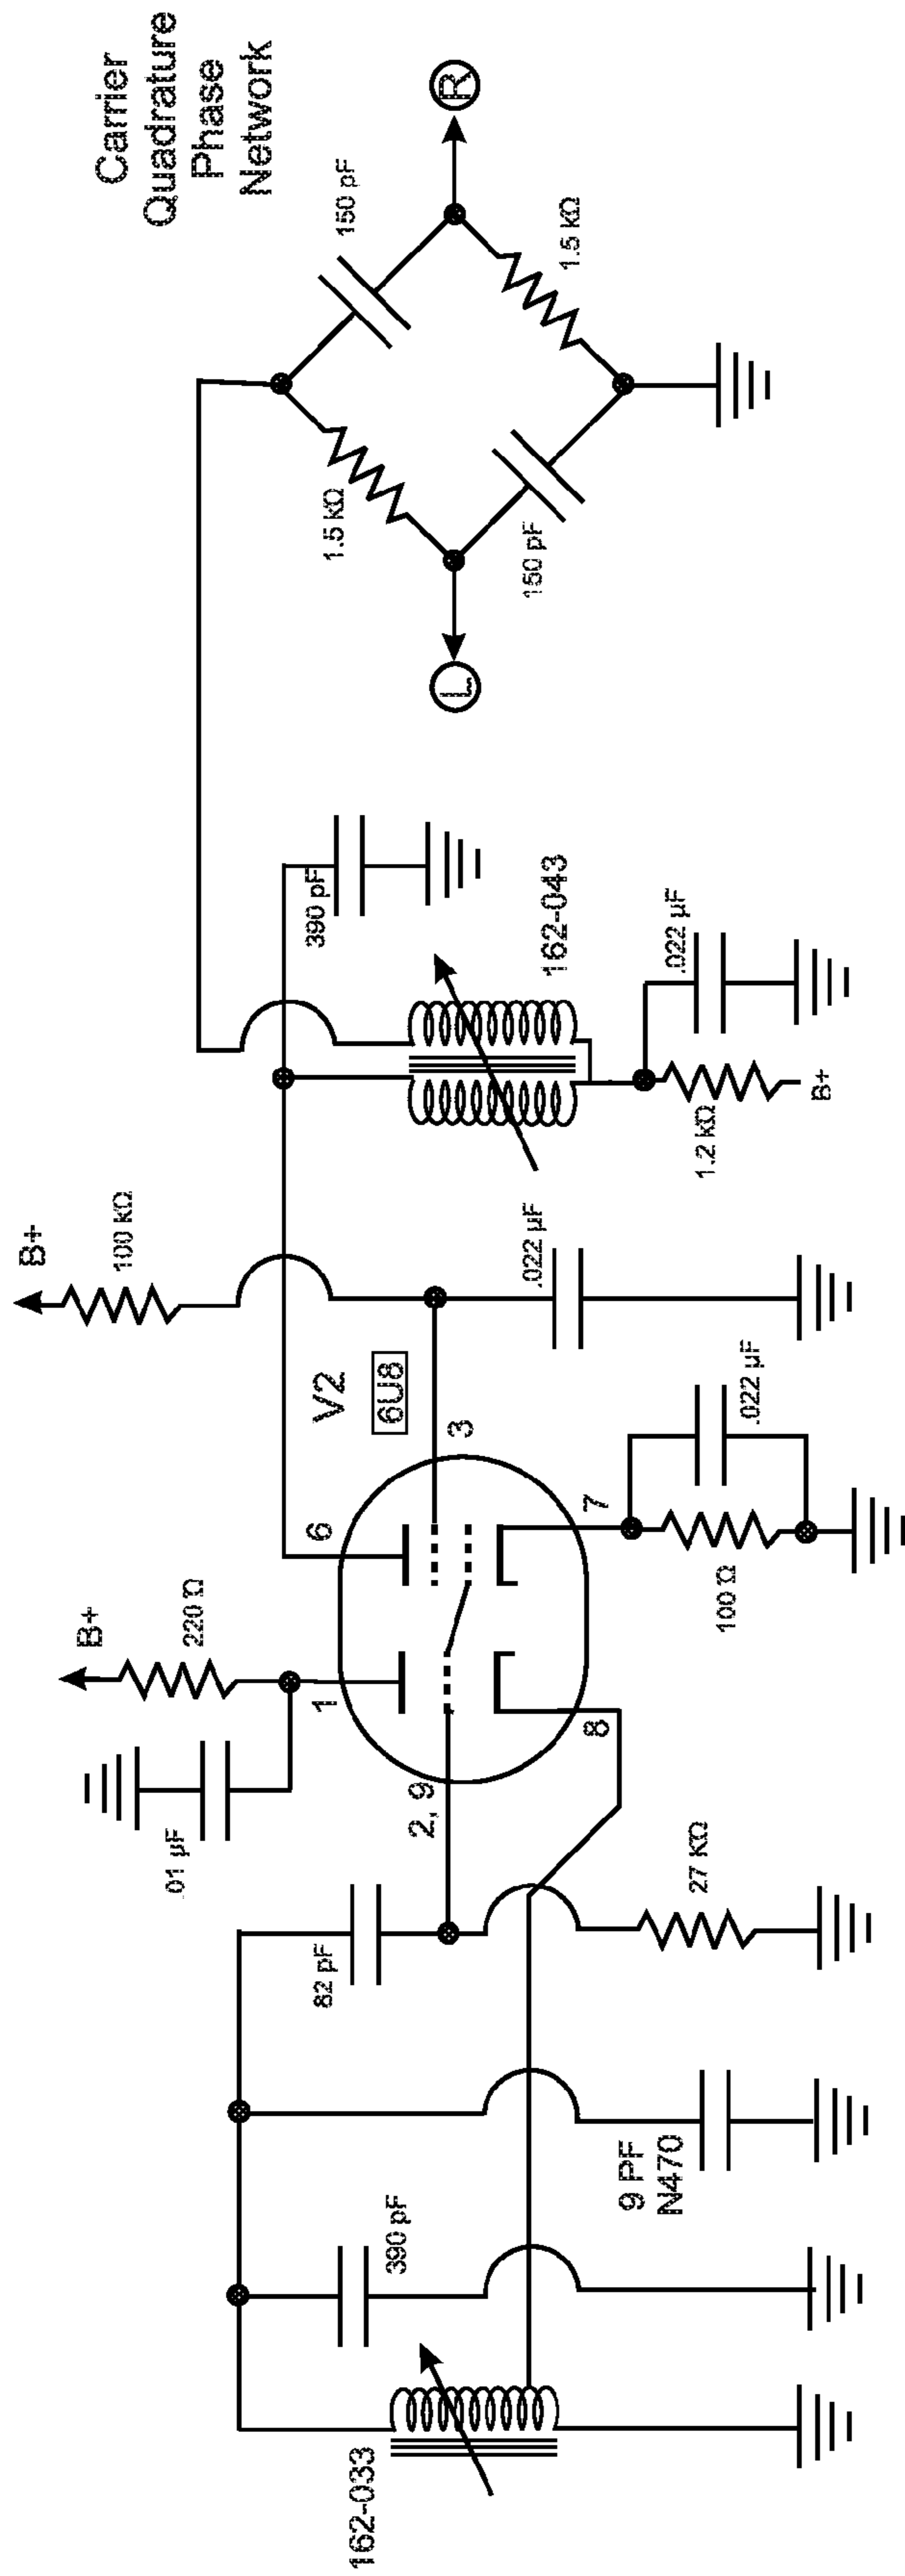 162-033
390 pF
9 PF
N470
82 pF
27 KΩ
.01 µF
B+
220 Ω
1
2, 9
8
6
3
7
V2
6U8
100 Ω
.022 µF
B+
100 kΩ
.022 µF
1.2 kΩ
B+
.022 µF
162-043
390 pF
L
1.5 kΩ
150 pF
150 pF
1.5 kΩ
R
Carrier
Quadrature
Phase
Network